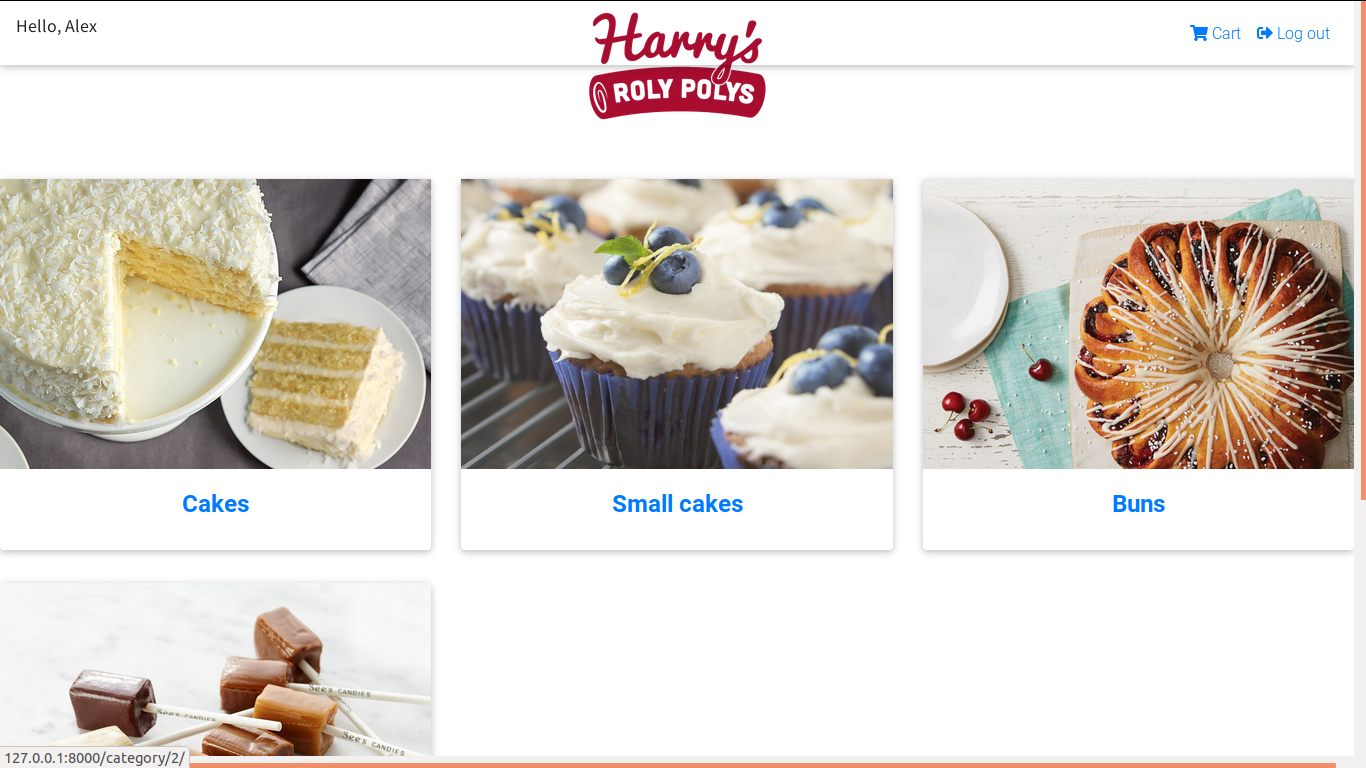 Hello, Alex
Harry's
ROLY POLYS
Cart
Log out
Cakes
Small cakes
Buns
See's CANDIES
See's CANDIES
See's CANDIES
127.0.0.1:8000/category/2/